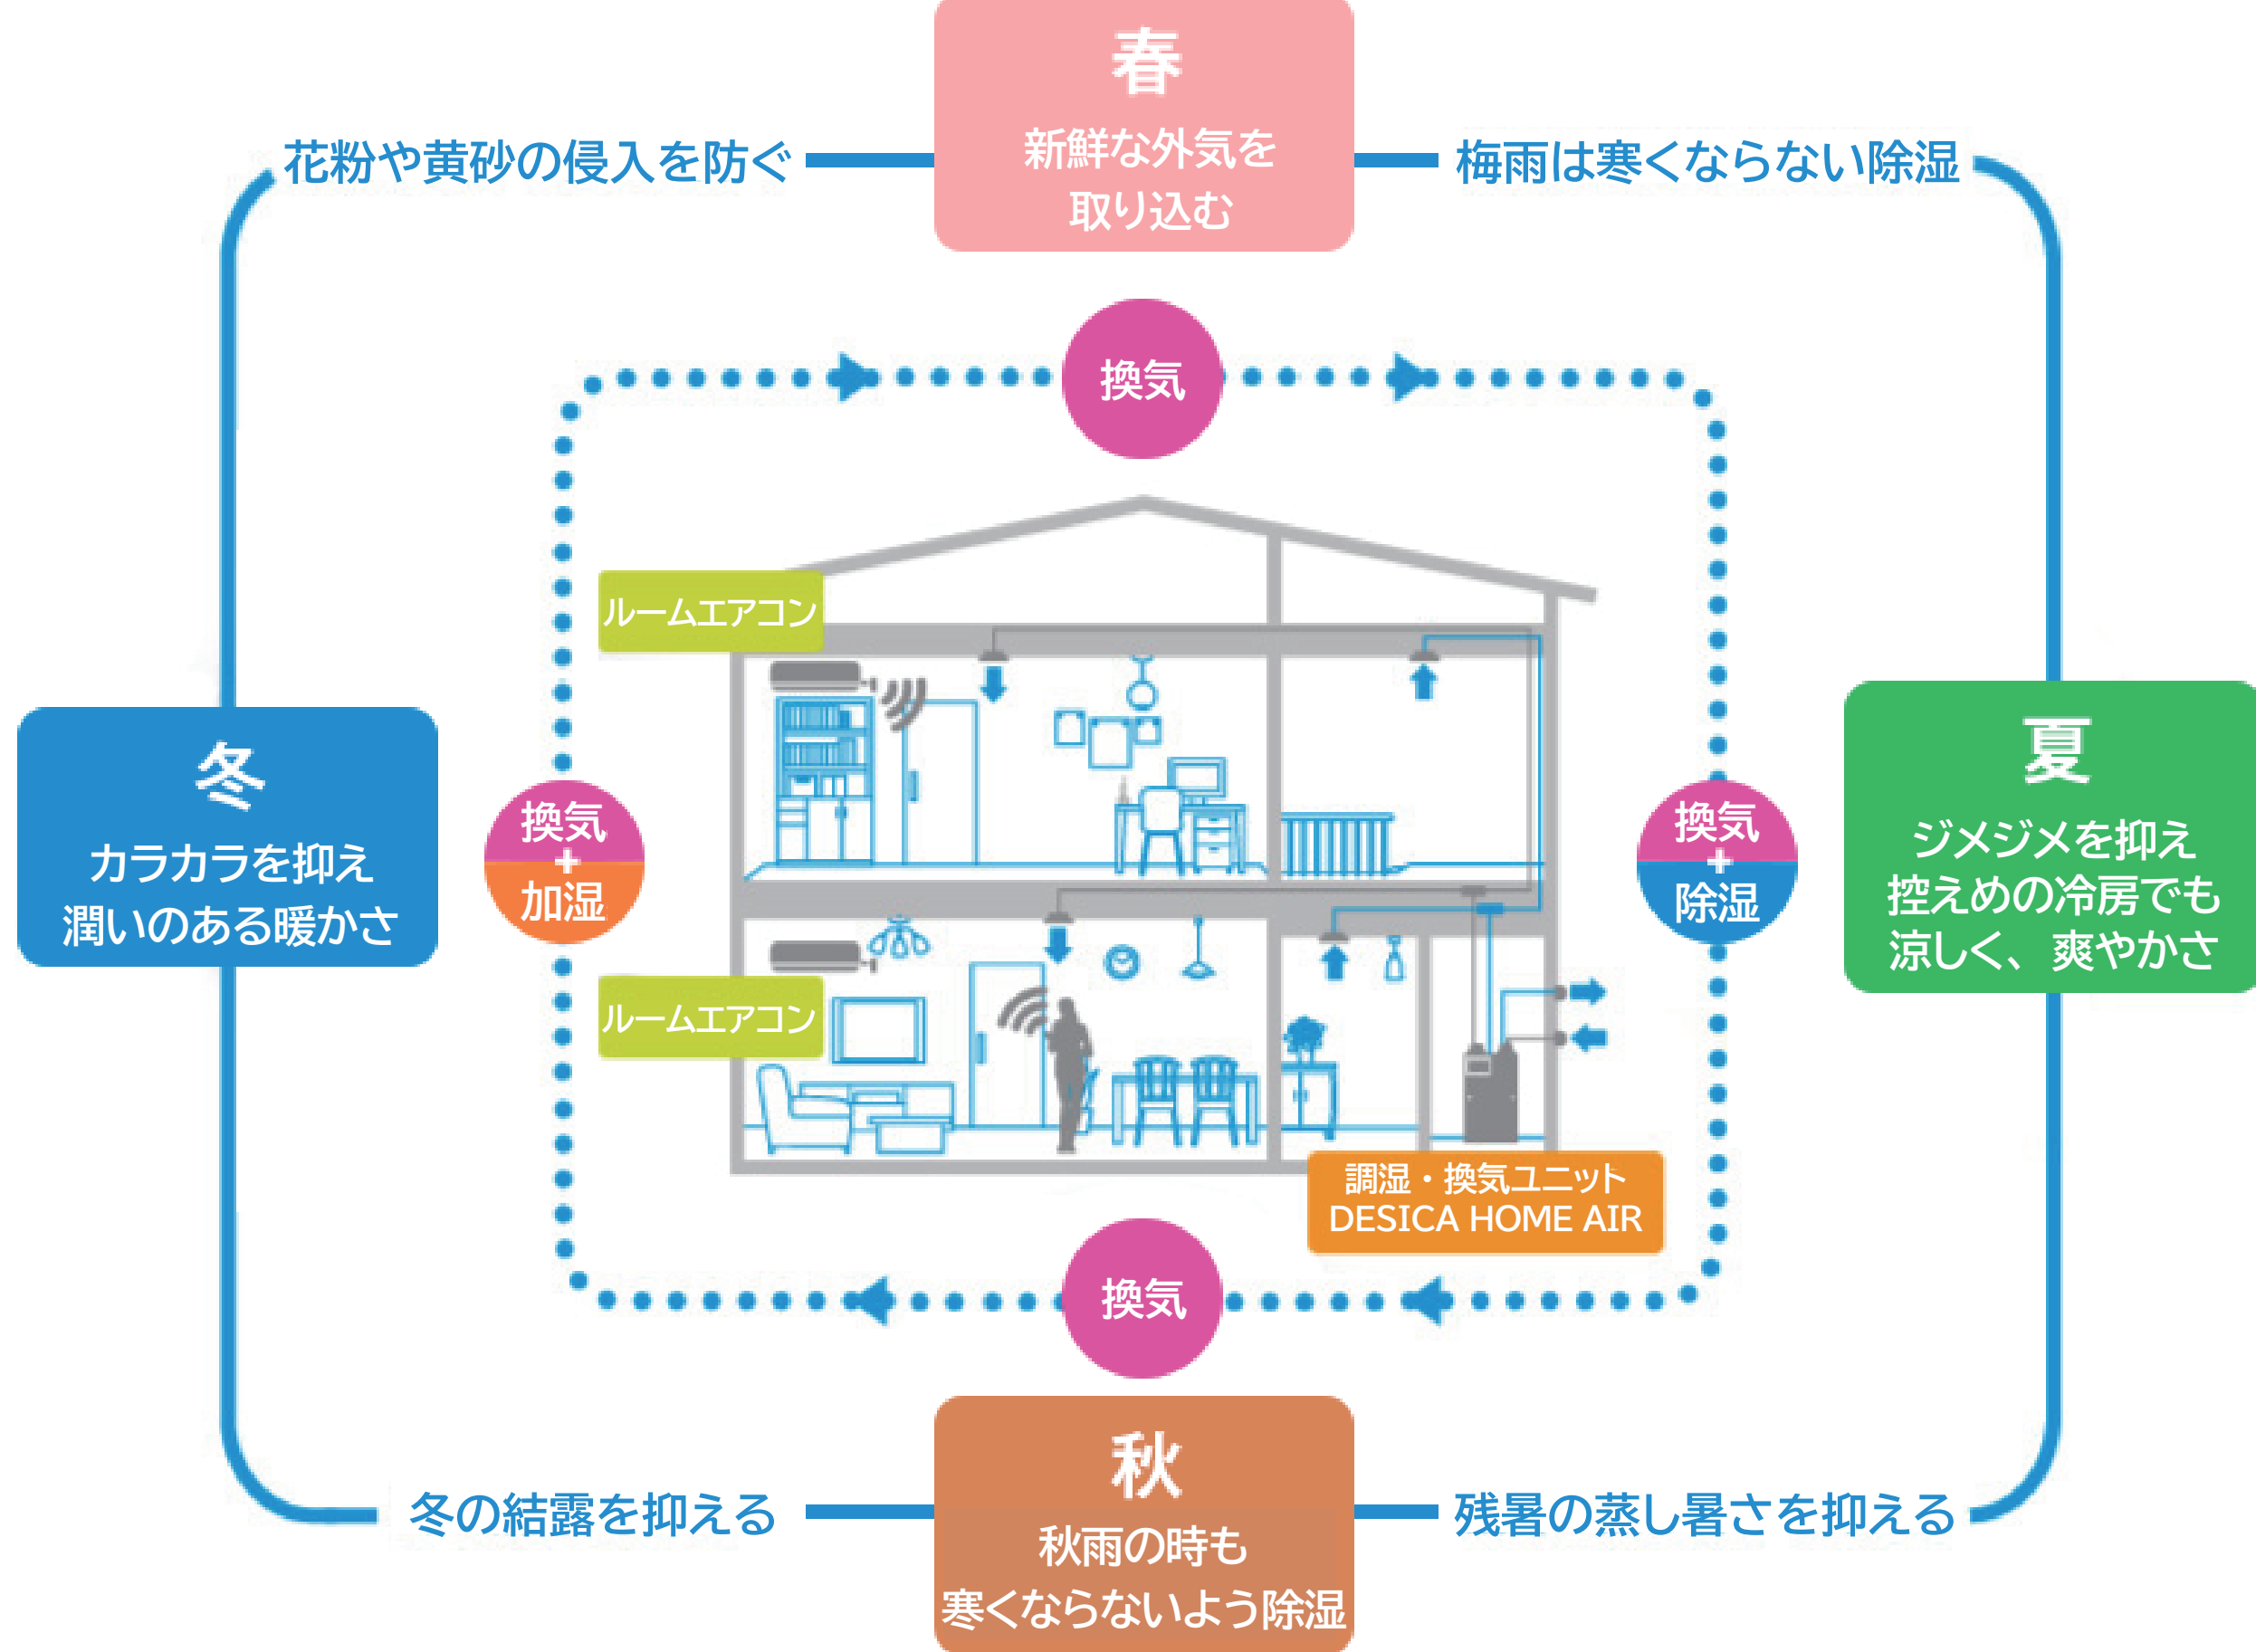 春
新鮮な外気を
取り込む
花粉や黄砂の侵入を防ぐ
梅雨は寒くならない除湿
換気
ルームエアコン
冬
カラカラを抑え
潤いのある暖かさ
換気
+
加湿
換気
+
除湿
夏
ジメジメを抑え
控えめの冷房でも
涼しく、爽やかさ
ルームエアコン
調湿・換気ユニット
DESICA HOME AIR
換気
秋
秋雨の時も
寒くならないよう除湿
冬の結露を抑える
残暑の蒸し暑さを抑える